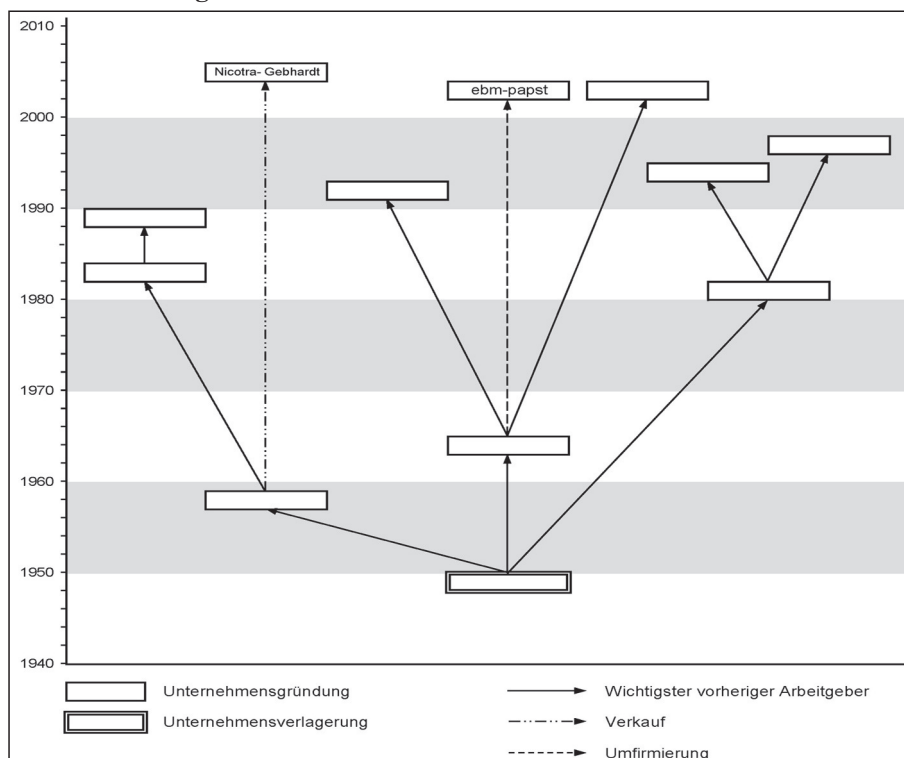 2010
Nicotra- Gebhardt
ebm-papst
2000
1990
1980
1970
1960
1950
1940
Unternehmensgründung
Wichtigster vorheriger Arbeitgeber
Unternehmensverlagerung
Verkauf
Umfirmierung